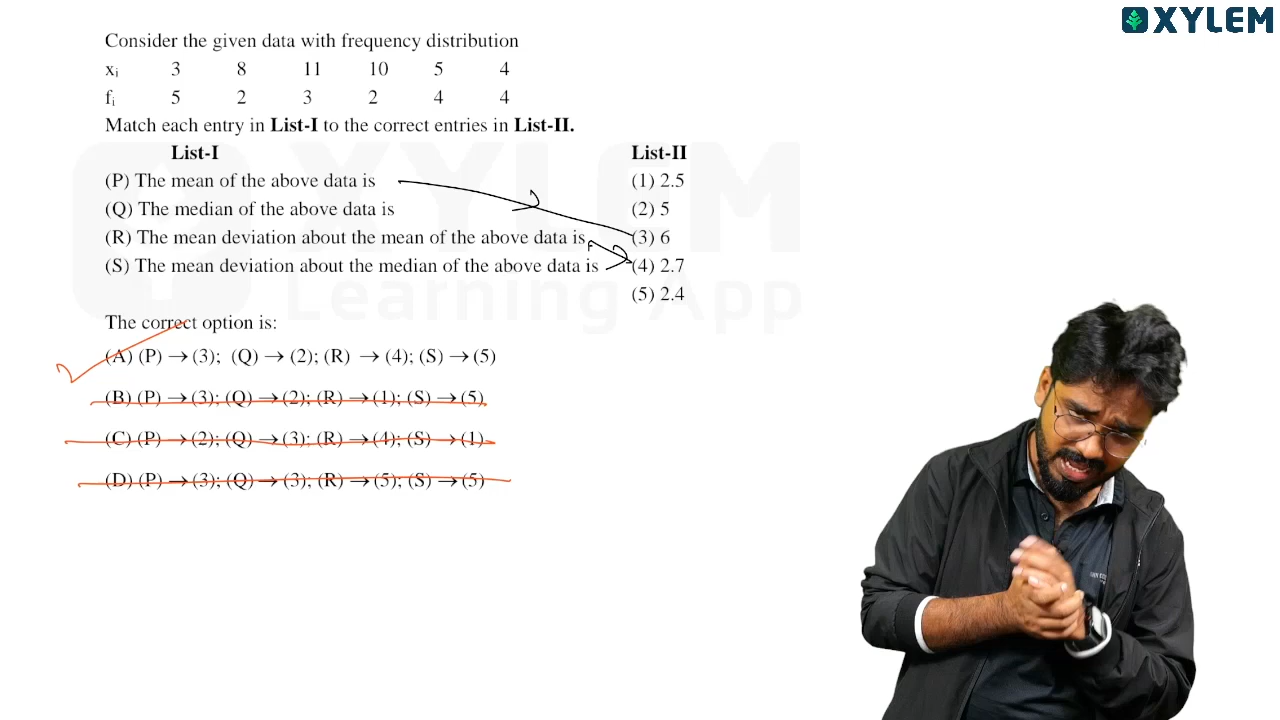 XYLEM
Consider the given data with frequency distribution
xᵢ 3 8 11 10 5 4
fᵢ 5 2 3 2 4 4
Match each entry in List-I to the correct entries in List-II.
List-I List-II
(P) The mean of the above data is (1) 2.5
(Q) The median of the above data is (2) 5
(R) The mean deviation about the mean of the above data is (3) 6
(S) The mean deviation about the median of the above data is (4) 2.7
(5) 2.4
XYLEM
Learning App
The correct option is:
(A) (P) → (3); (Q) → (2); (R) → (4); (S) → (5)
(B) (P) → (3); (Q) → (2); (R) → (1); (S) → (5)
(C) (P) → (2); (Q) → (3); (R) → (4); (S) → (1)
(D) (P) → (3); (Q) → (3); (R) → (5); (S) → (5)